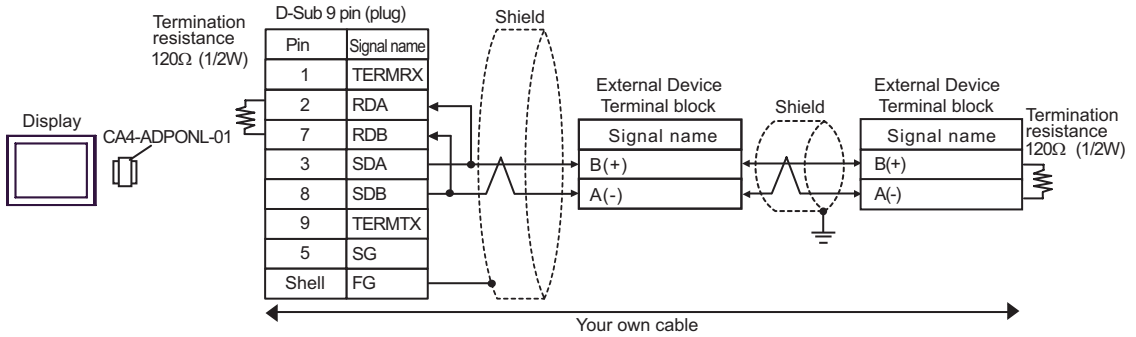 D-Sub 9 pin (plug)
Termination
resistance
120Ω (1/2W)
Pin Signal name
1 TERMRX
2 RDA
7 RDB
3 SDA
8 SDB
9 TERMTX
5 SG
Shell FG
Display
CA4-ADPONL-01
Shield
External Device
Terminal block
Signal name
B(+)
A(-)
Shield
External Device
Terminal block
Signal name
B(+)
A(-)
Termination
resistance
120Ω (1/2W)
Your own cable